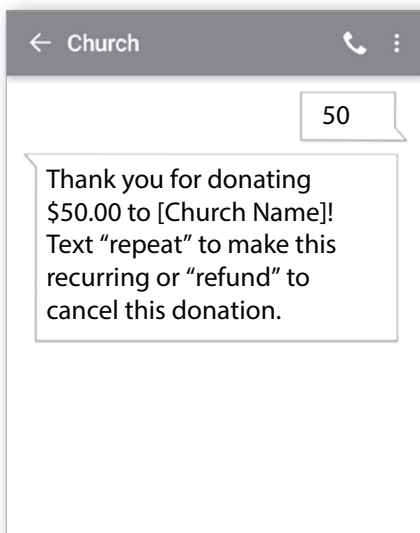 Church
50
Thank you for donating
$50.00 to [Church Name]!
Text “repeat” to make this
recurring or “refund” to
cancel this donation.